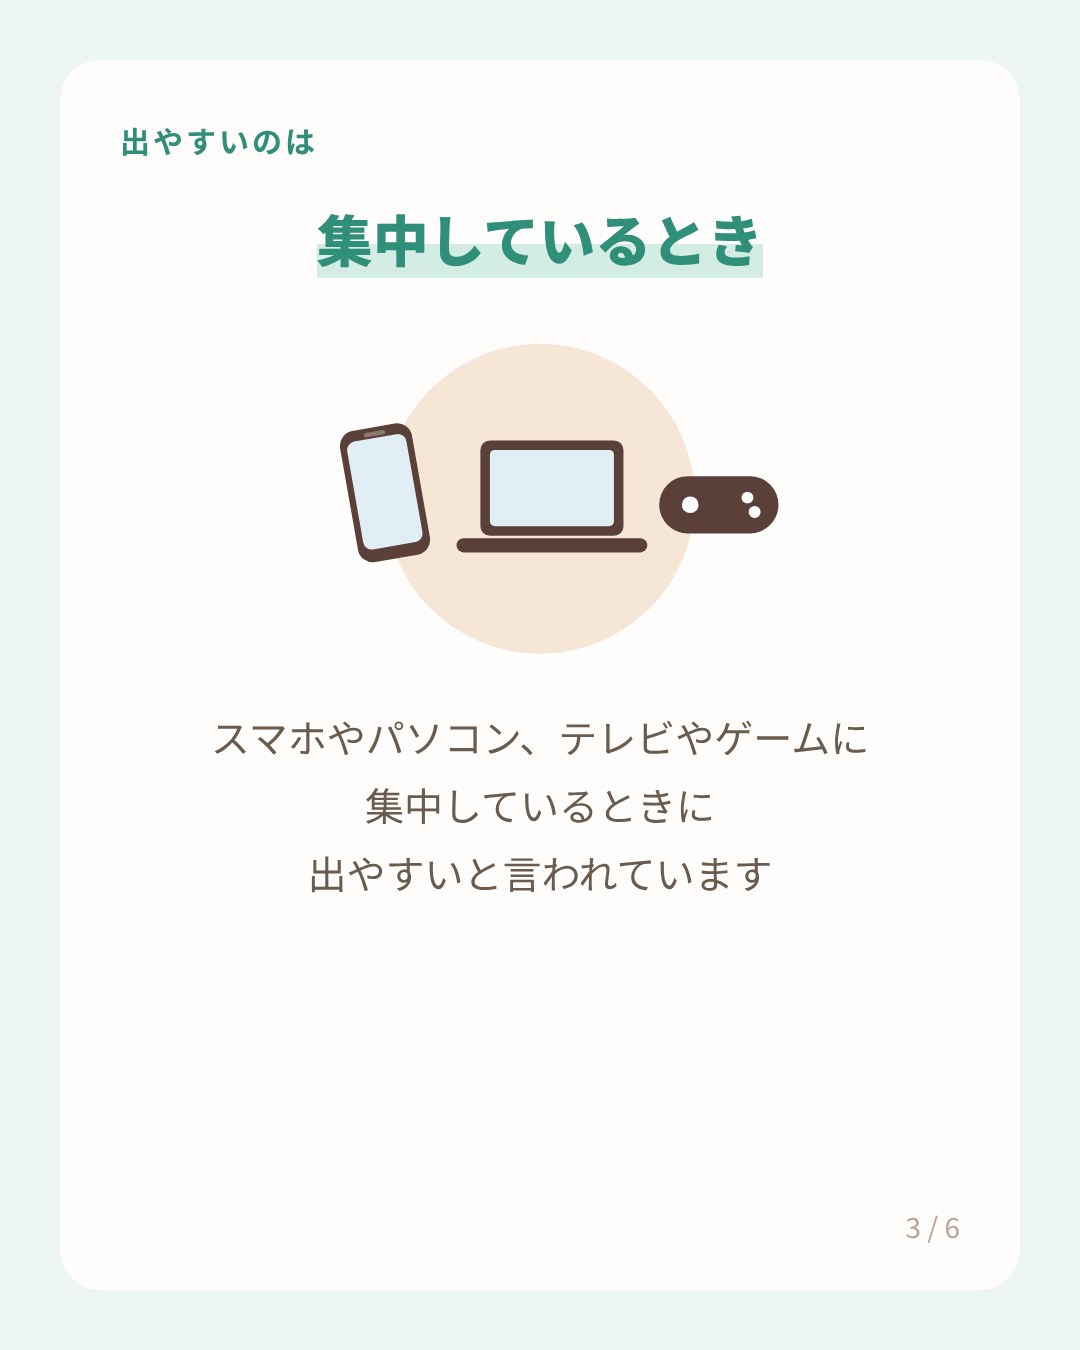 出やすいのは
集中しているとき
スマホやパソコン、テレビやゲームに
集中しているときに
出やすいと言われています
3 / 6